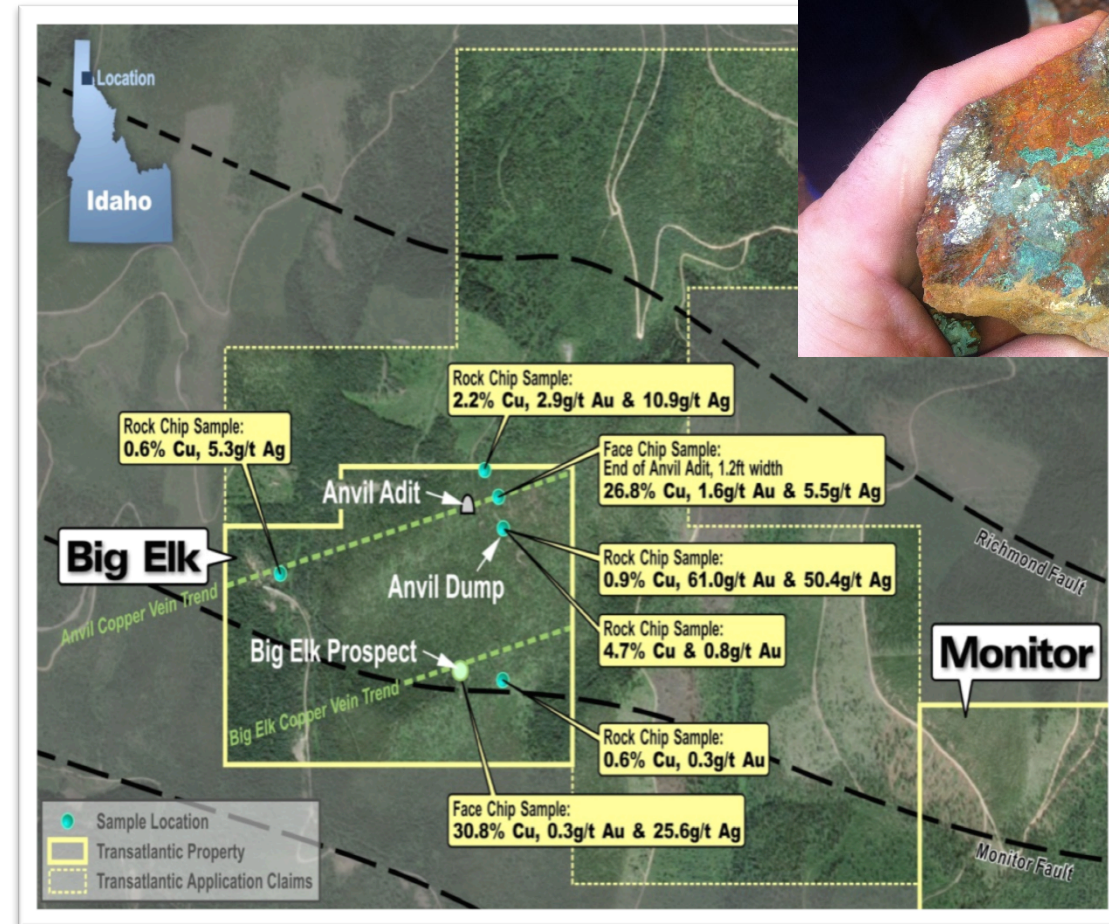 Location
Idaho
Rock Chip Sample:
2.2% Cu, 2.9g/t Au & 10.9g/t Ag
Rock Chip Sample:
0.6% Cu, 5.3g/t Ag
Face Chip Sample:
End of Anvil Adit, 1.2ft width
26.8% Cu, 1.6g/t Au & 5.5g/t Ag
Anvil Adit
Big Elk
Anvil Dump
Rock Chip Sample:
0.9% Cu, 61.0g/t Au & 50.4g/t Ag
Richmond Fault
Anvil Copper Vein Trend
Rock Chip Sample:
4.7% Cu & 0.8g/t Au
Big Elk Prospect
Monitor
Big Elk Copper Vein Trend
Rock Chip Sample:
0.6% Cu, 0.3g/t Au
Face Chip Sample:
30.8% Cu, 0.3g/t Au & 25.6g/t Ag
Sample Location
Transatlantic Property
Transatlantic Application Claims
Monitor Fault